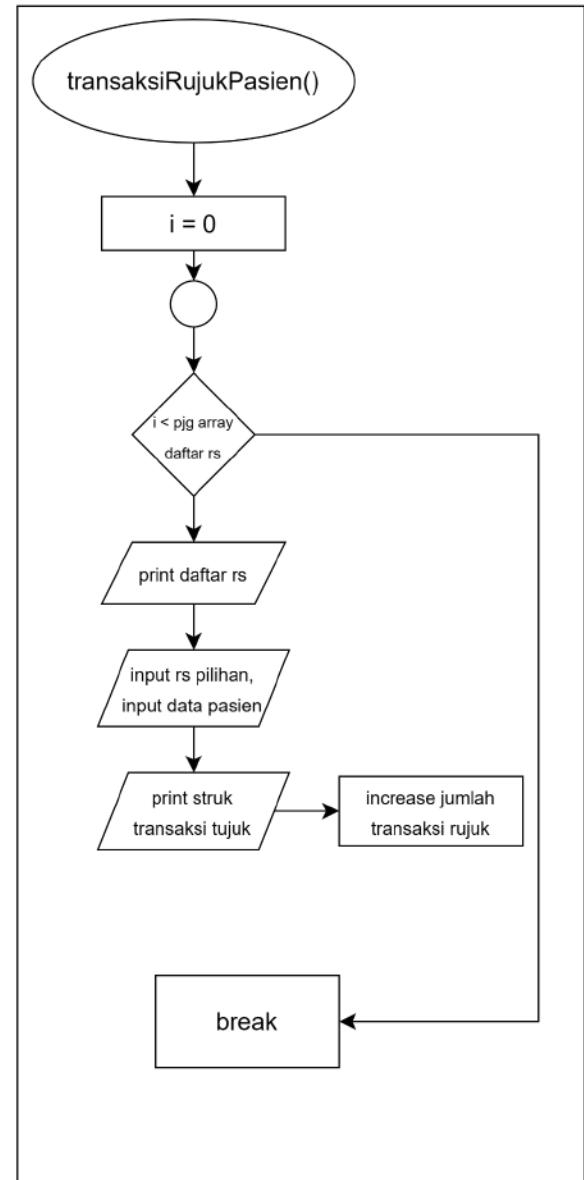 transaksiRujukPasien()
i = 0
i < pjg array
daftar rs
print daftar rs
input rs pilihan,
input data pasien
print struk
transaksi tujuk
increase jumlah
transaksi rujuk
break